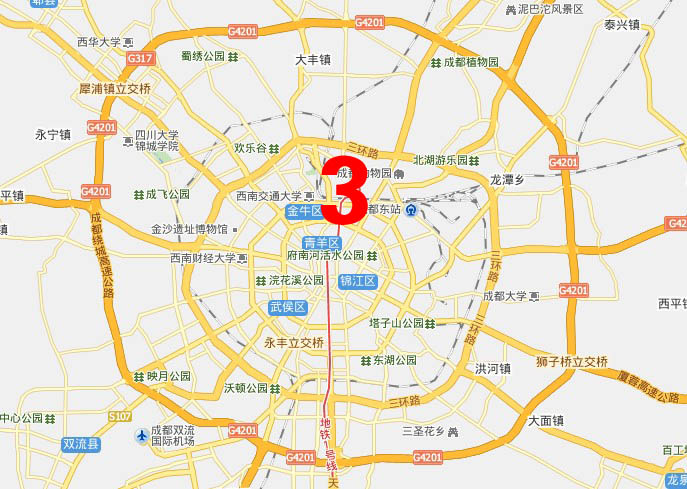 郫县
泥巴沱风景区
泰兴镇
G4201
西华大学
蜀绣公园
G4201
G317
大丰镇
成都植物园
犀浦镇立交桥
G4201
永宁镇
四川大学
锦城学院
欢乐谷
三环路
北湖游乐园
G4201
成都动物园
龙潭乡
平镇
成飞公园
西南交通大学
3
金牛区
都东站
G4201
镇
金沙遗址博物馆
青羊区
成都绕城高速公路
西南财经大学
府南河活水公园
三环路
浣花溪公园
锦江区
G4201
成都大学
西平镇
武侯区
塔子山公园
三环路
永丰立交桥
东湖公园
狮子桥立交桥
洪河镇
映月公园
沃顿公园
厦蓉高速公路
三环路
中心公园
S107
大面镇
地铁1号线
三圣花乡
双流县
成都双流
国际机场
G4201
G4201
G4201
百工堰
天
龙泉